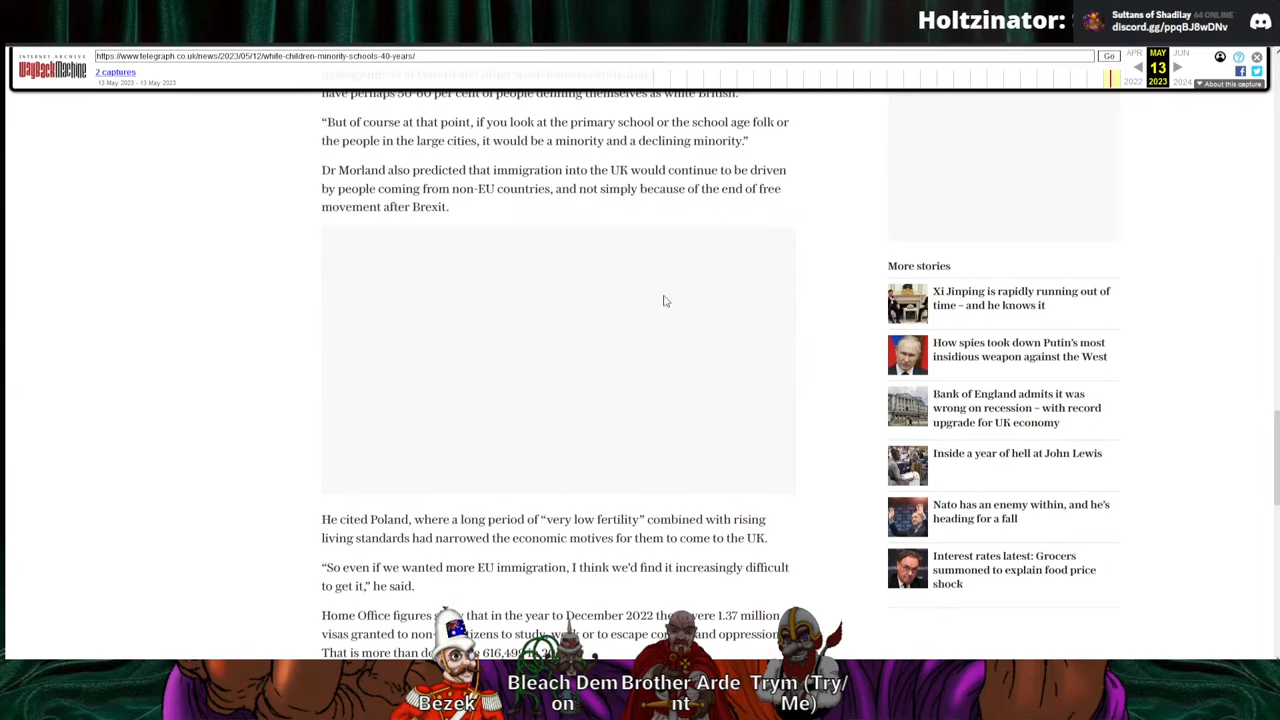 Holtzinator:
Sultans of Shadilay 64 ONLINE
discord.gg/ppqBJ8wDNv
INTERNET ARCHIVE
WayBackMachine
https://www.telegraph.co.uk/news/2023/05/12/white-children-minority-schools-40-years/
Go
APR MAY JUN
13
2022 2023 2024
2 captures
13 May 2023 - 13 May 2023
▼ About this capture
have perhaps 50-60 per cent of people defining themselves as white British.
“But of course at that point, if you look at the primary school or the school age folk or
the people in the large cities, it would be a minority and a declining minority.”
Dr Morland also predicted that immigration into the UK would continue to be driven
by people coming from non-EU countries, and not simply because of the end of free
movement after Brexit.
He cited Poland, where a long period of “very low fertility” combined with rising
living standards had narrowed the economic motives for them to come to the UK.
“So even if we wanted more EU immigration, I think we’d find it increasingly difficult
to get it,” he said.
Home Office figures that in the year to December 2022 were 1.37 million
visas granted to to study, or to escape and oppression
That is more than 616,
More stories
Xi Jinping is rapidly running out of
time – and he knows it
How spies took down Putin’s most
insidious weapon against the West
Bank of England admits it was
wrong on recession – with record
upgrade for UK economy
Inside a year of hell at John Lewis
Nato has an enemy within, and he’s
heading for a fall
Interest rates latest: Grocers
summoned to explain food price
shock
Bezek
Bleach Dem
on
Brother Arde
nt
Trym (Try/
Me)